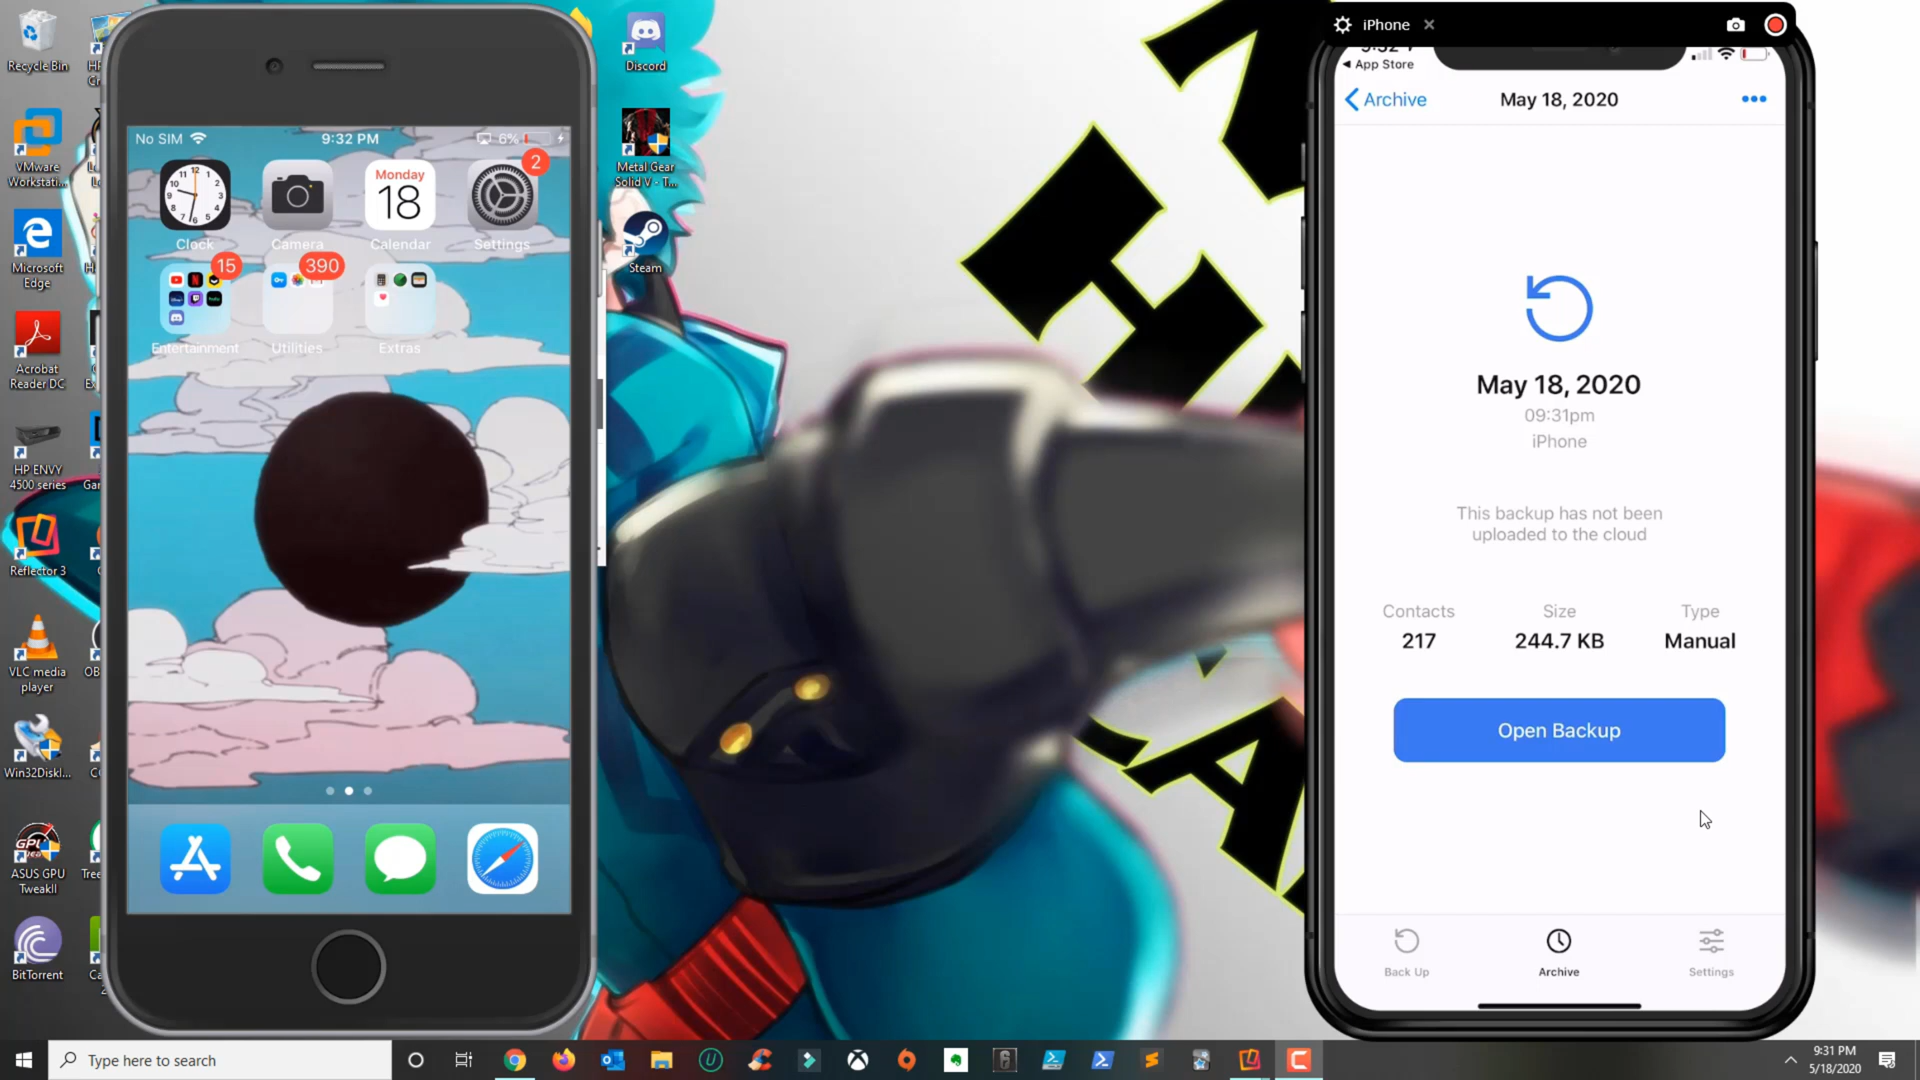 Recycle Bin
VMware
Workstati...
Microsoft
Edge
Acrobat
Reader DC
HP ENVY
4500 series
Reflector 3
VLC media
player
Win32DiskI...
ASUS GPU
TweakII
BitTorrent
No SIM
9:32 PM
6%
2
Monday
18
Clock
Camera
Calendar
Settings
15
390
Entertainment
Utilities
Extras
Discord
Metal Gear
Solid V - T...
Steam
iPhone
App Store
Archive
May 18, 2020
May 18, 2020
09:31pm
iPhone
This backup has not been
uploaded to the cloud
Contacts
Size
Type
217
244.7 KB
Manual
Open Backup
Back Up
Archive
Settings
Type here to search
9:31 PM
5/18/2020